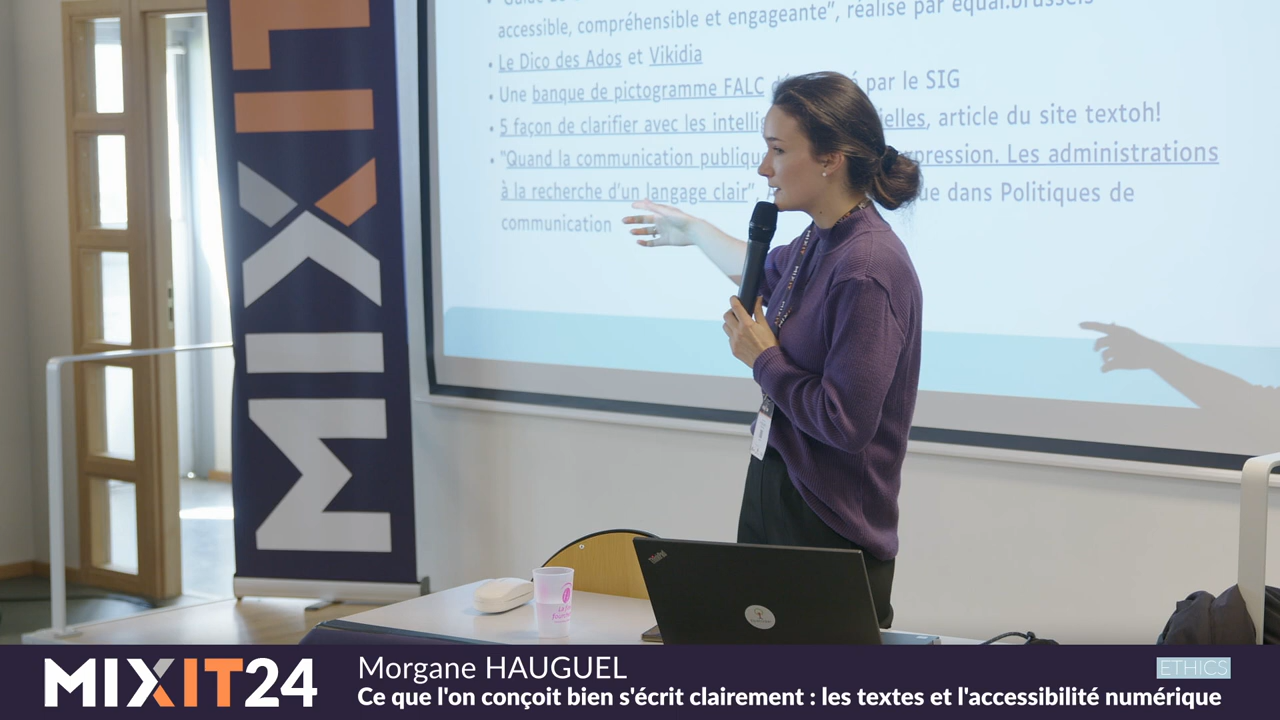 accessible, compréhensible et engageante", réalisé par equal.brussels
• Le Dico des Ados et Vikidia
• Une banque de pictogramme FALC par le SIG
• 5 façon de clarifier avec les , article du site textoh!
• "Quand la communication Les administrations
à la recherche d'un langage clair", dans Politiques de
communication
MIXIT
MIXIT
ThinkPad
MIXIT24
Morgane HAUGUEL
ETHICS
Ce que l'on conçoit bien s'écrit clairement : les textes et l'accessibilité numérique